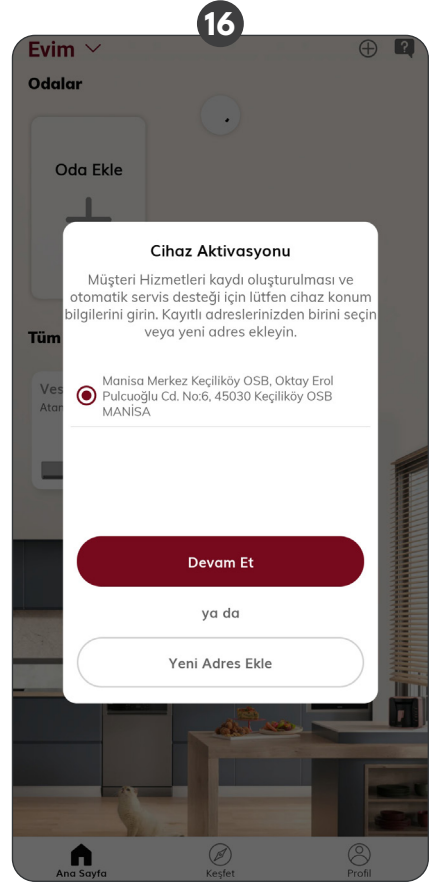 16
Evim
?
Odalar
Oda Ekle
Cihaz Aktivasyonu
Müşteri Hizmetleri kaydı oluşturulması ve
otomatik servis desteği için lütfen cihaz konum
bilgilerini girin. Kayıtlı adreslerinizden birini seçin
veya yeni adres ekleyin.
Tüm
Ves
Atan
Manisa Merkez Keçiliköy OSB, Oktay Erol
Pulcuoğlu Cd. No:6, 45030 Keçiliköy OSB
MANİSA
Devam Et
ya da
Yeni Adres Ekle
Ana Sayfa
Keşfet
Profil